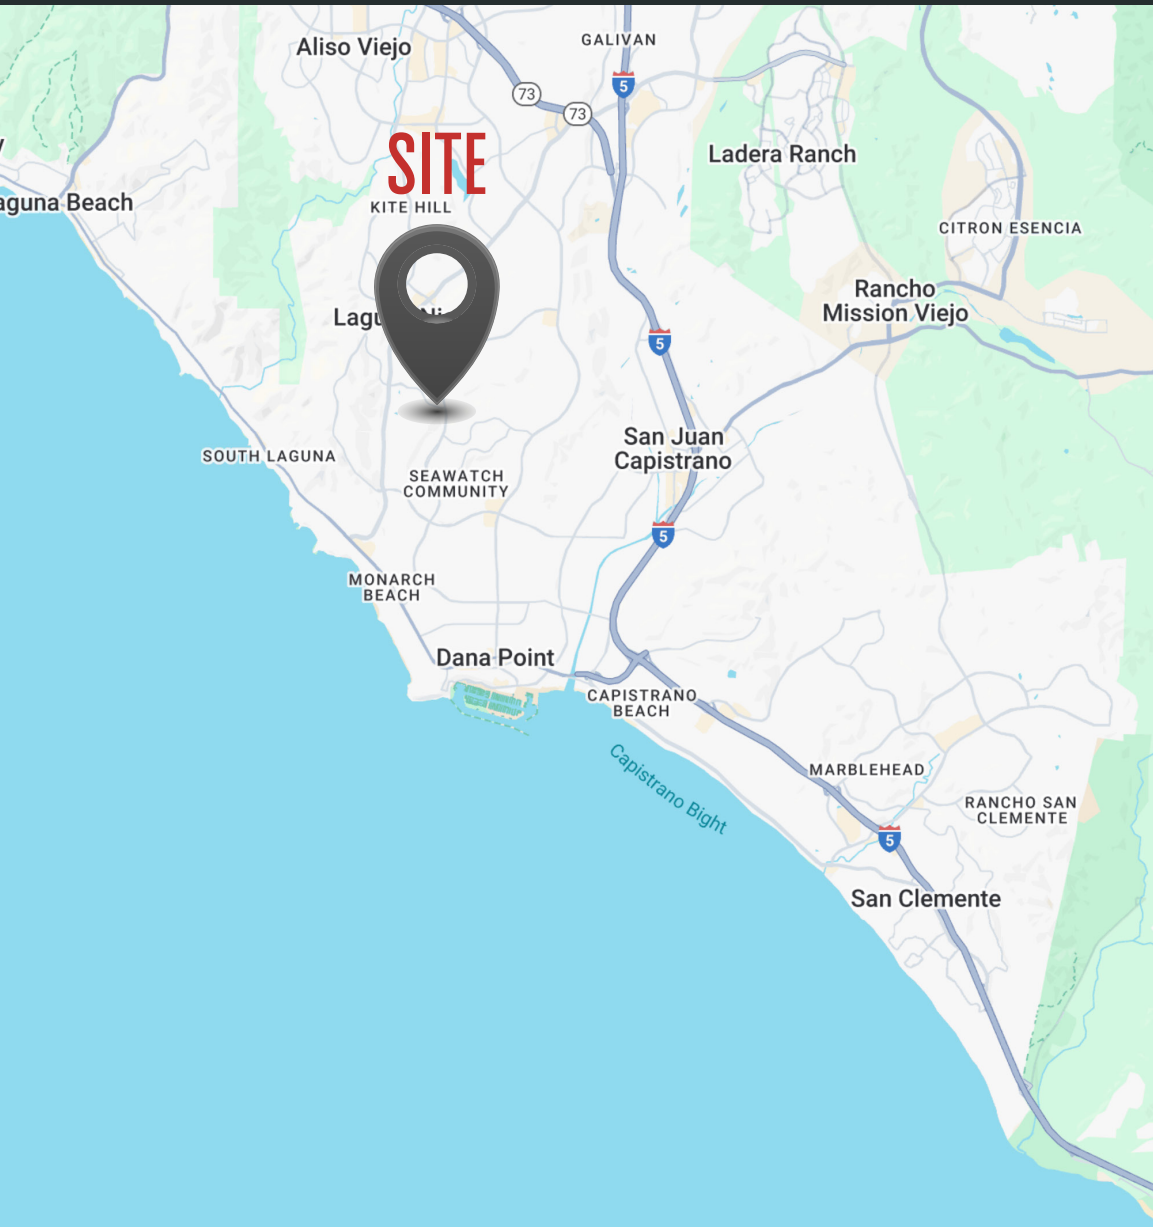 Aliso Viejo
GALIVAN
5
73
73
SITE
Ladera Ranch
aguna Beach
KITE HILL
CITRON ESENCIA
Rancho
Mission Viejo
5
San Juan
Capistrano
SOUTH LAGUNA
SEAWATCH
COMMUNITY
5
MONARCH
BEACH
Dana Point
CAPISTRANO
BEACH
Capistrano Bight
MARBLEHEAD
RANCHO SAN
CLEMENTE
5
San Clemente